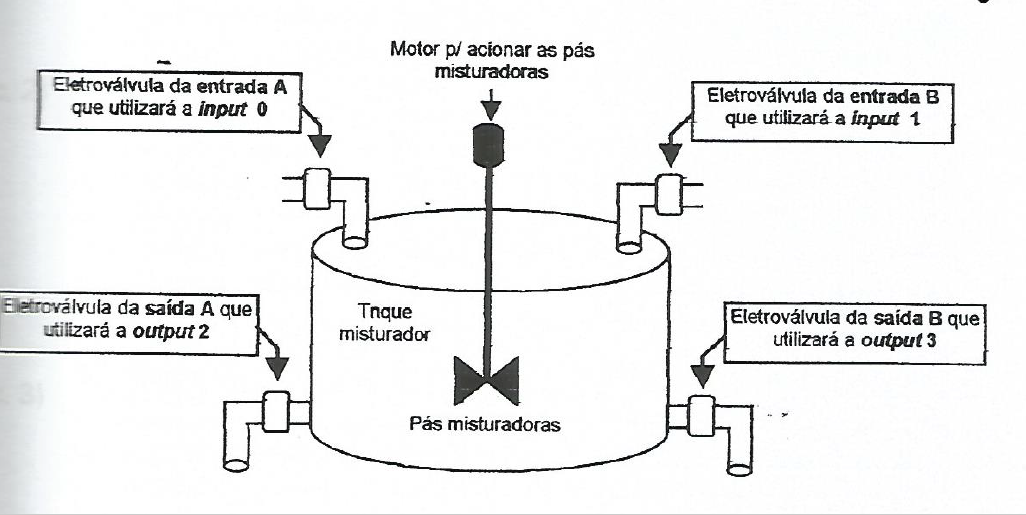 Motor p/ acionar as pás
misturadoras
Eletroválvula da entrada A
que utilizará a input 0
Eletroválvula da entrada B
que utilizará a input 1
Eletroválvula da saída A que
utilizará a output 2
Tnque
misturador
Eletroválvula da saída B que
utilizará a output 3
Pás misturadoras